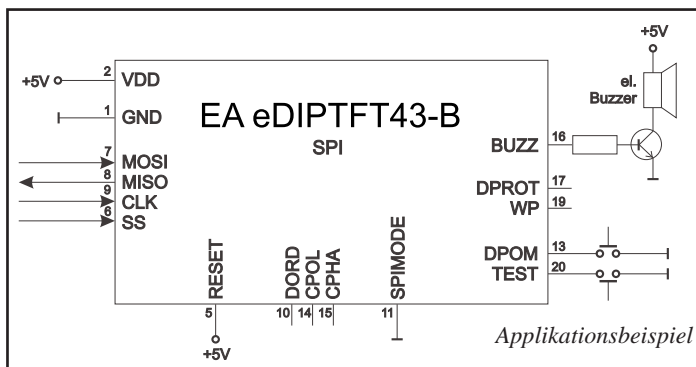 +5V
el.
Buzzer
+5V
2
VDD
1
GND
EA eDIPTFT43-B
SPI
7
MOSI
8
MISO
9
CLK
6
SS
BUZZ
16
DPROT
17
WP
19
DPOM
13
TEST
20
RESET
DORD
CPOL
CPHA
SPIMODE
5
10
14
15
11
+5V
Applikationsbeispiel